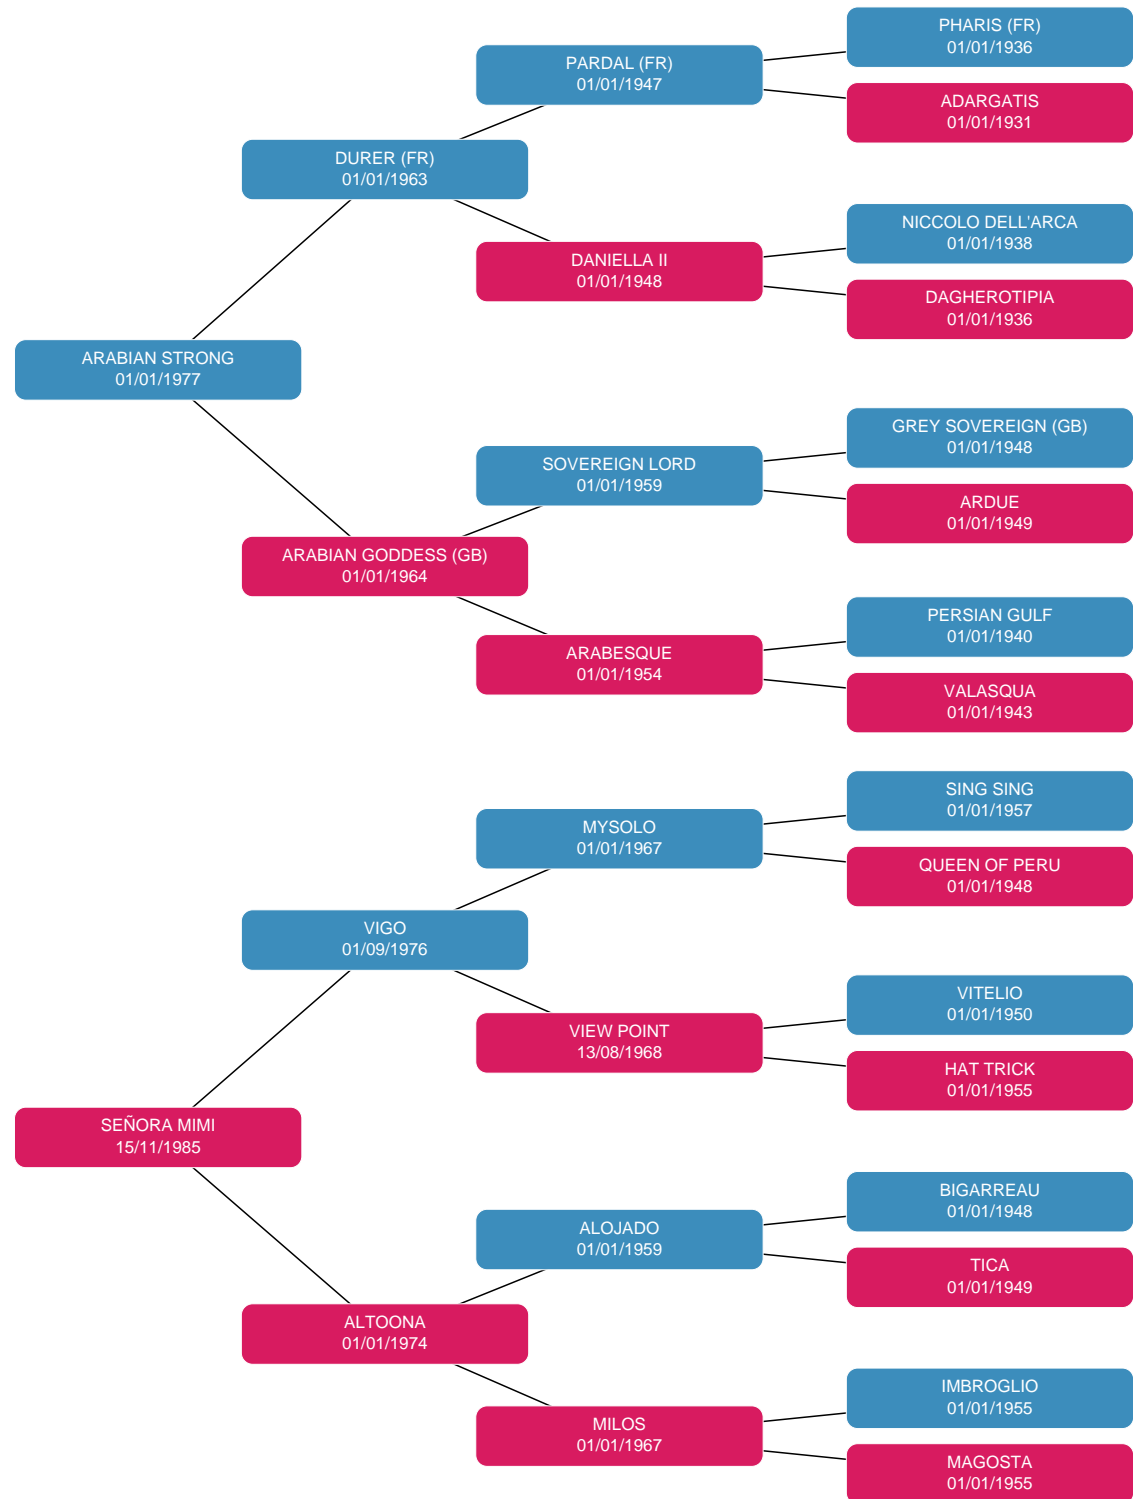 PHARIS (FR)
01/01/1936
PARDAL (FR)
01/01/1947
ADARGATIS
01/01/1931
DURER (FR)
01/01/1963
NICCOLO DELL'ARCA
01/01/1938
DANIELLA II
01/01/1948
DAGHEROTIPIA
01/01/1936
ARABIAN STRONG
01/01/1977
GREY SOVEREIGN (GB)
01/01/1948
SOVEREIGN LORD
01/01/1959
ARDUE
01/01/1949
ARABIAN GODDESS (GB)
01/01/1964
PERSIAN GULF
01/01/1940
ARABESQUE
01/01/1954
VALASQUA
01/01/1943
SING SING
01/01/1957
MYSOLO
01/01/1967
QUEEN OF PERU
01/01/1948
VIGO
01/09/1976
VITELIO
01/01/1950
VIEW POINT
13/08/1968
HAT TRICK
01/01/1955
SEÑORA MIMI
15/11/1985
BIGARREAU
01/01/1948
ALOJADO
01/01/1959
TICA
01/01/1949
ALTOONA
01/01/1974
IMBROGLIO
01/01/1955
MILOS
01/01/1967
MAGOSTA
01/01/1955